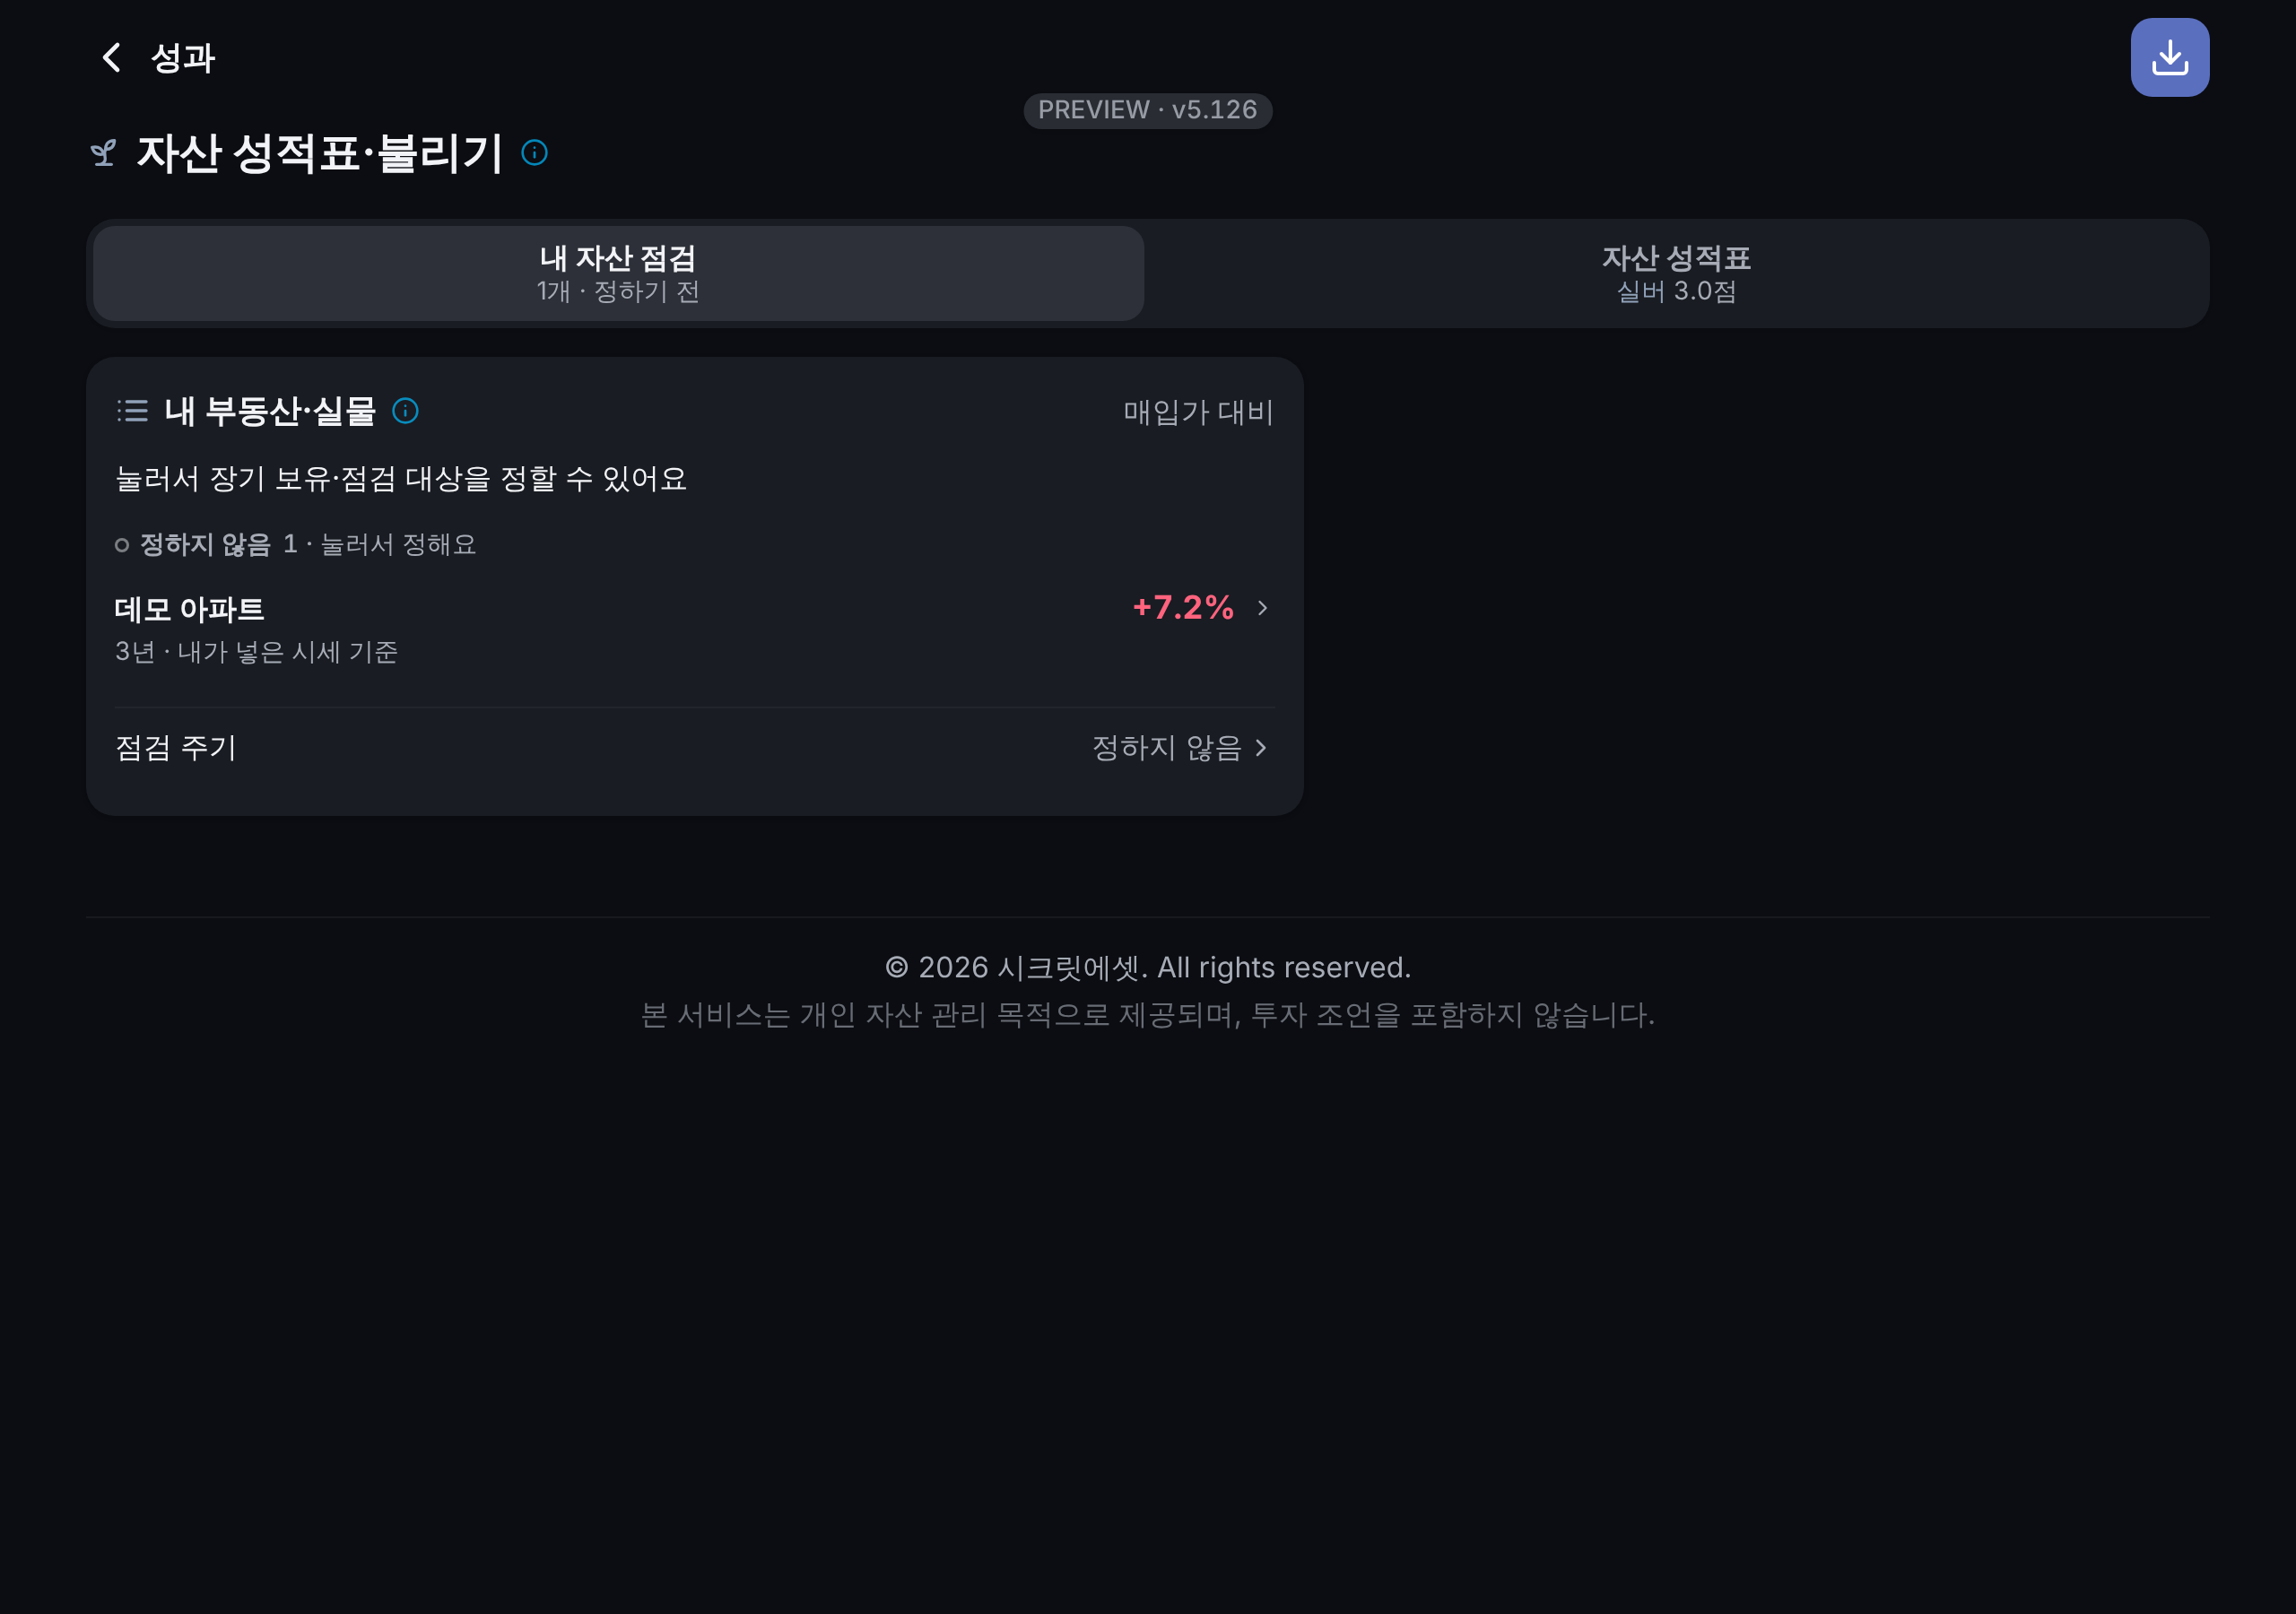 성과
PREVIEW · v5.126
자산 성적표·불리기
내 자산 점검
1개 · 정하기 전
자산 성적표
실버 3.0점
내 부동산·실물
매입가 대비
눌러서 장기 보유·점검 대상을 정할 수 있어요
정하지 않음 1 · 눌러서 정해요
데모 아파트
+7.2%
3년 · 내가 넣은 시세 기준
점검 주기
정하지 않음
© 2026 시크릿에셋. All rights reserved.
본 서비스는 개인 자산 관리 목적으로 제공되며, 투자 조언을 포함하지 않습니다.